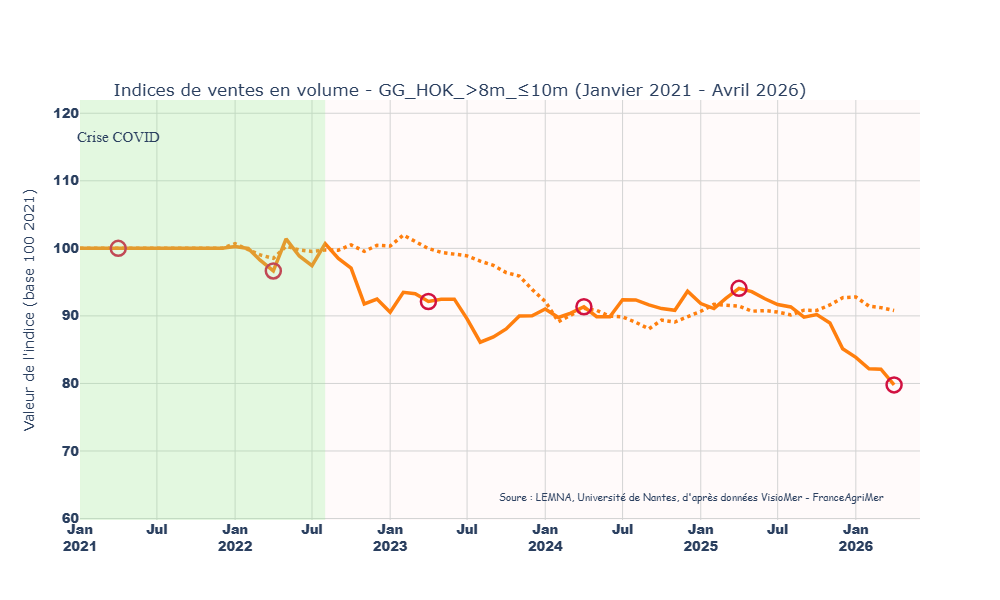 Indices de ventes en volume - GG_HOK_>8m_≤10m (Janvier 2021 - Avril 2026)
120
Crise COVID
110
100
90
80
70
60
Valeur de l'indice (base 100 2021)
Soure : LEMNA, Université de Nantes, d'après données VisioMer - FranceAgriMer
Jan Jul Jan Jul Jan Jul Jan Jul Jan Jul Jan
2021 2022 2023 2024 2025 2026